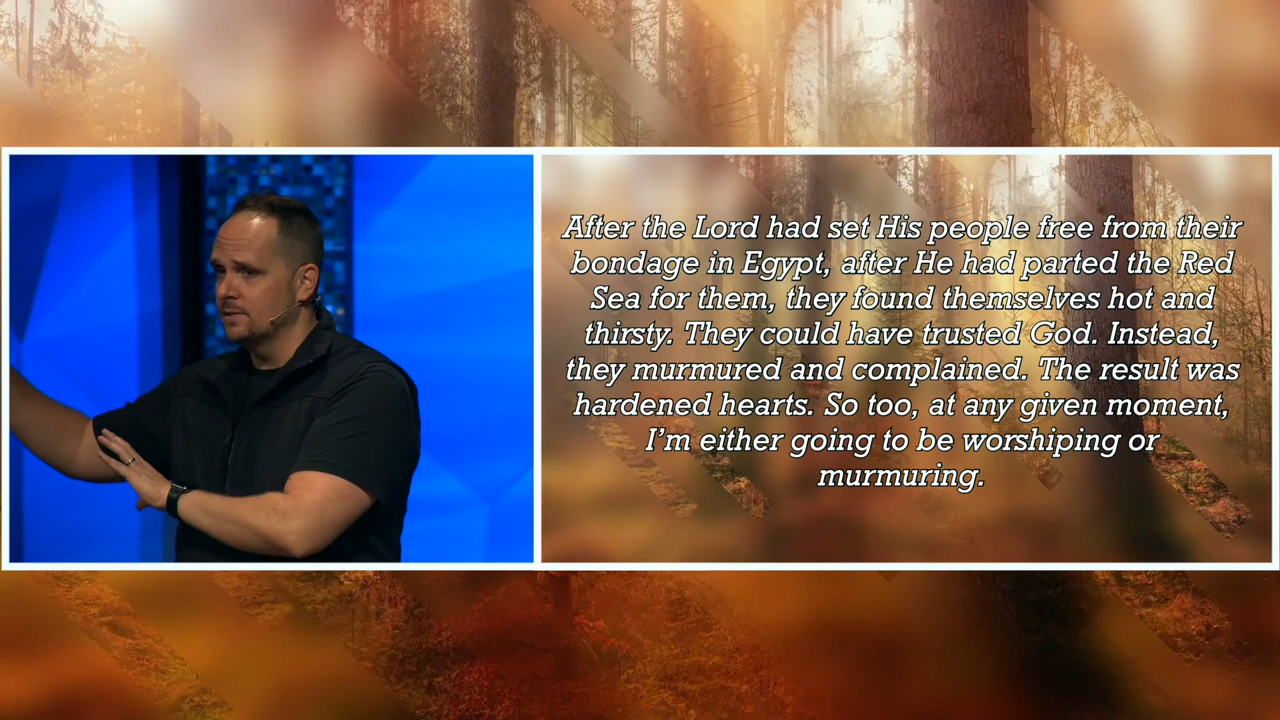 After the Lord had set His people free from their
bondage in Egypt, after He had parted the Red
Sea for them, they found themselves hot and
thirsty. They could have trusted God. Instead,
they murmured and complained. The result was
hardened hearts. So too, at any given moment,
I’m either going to be worshiping or
murmuring.